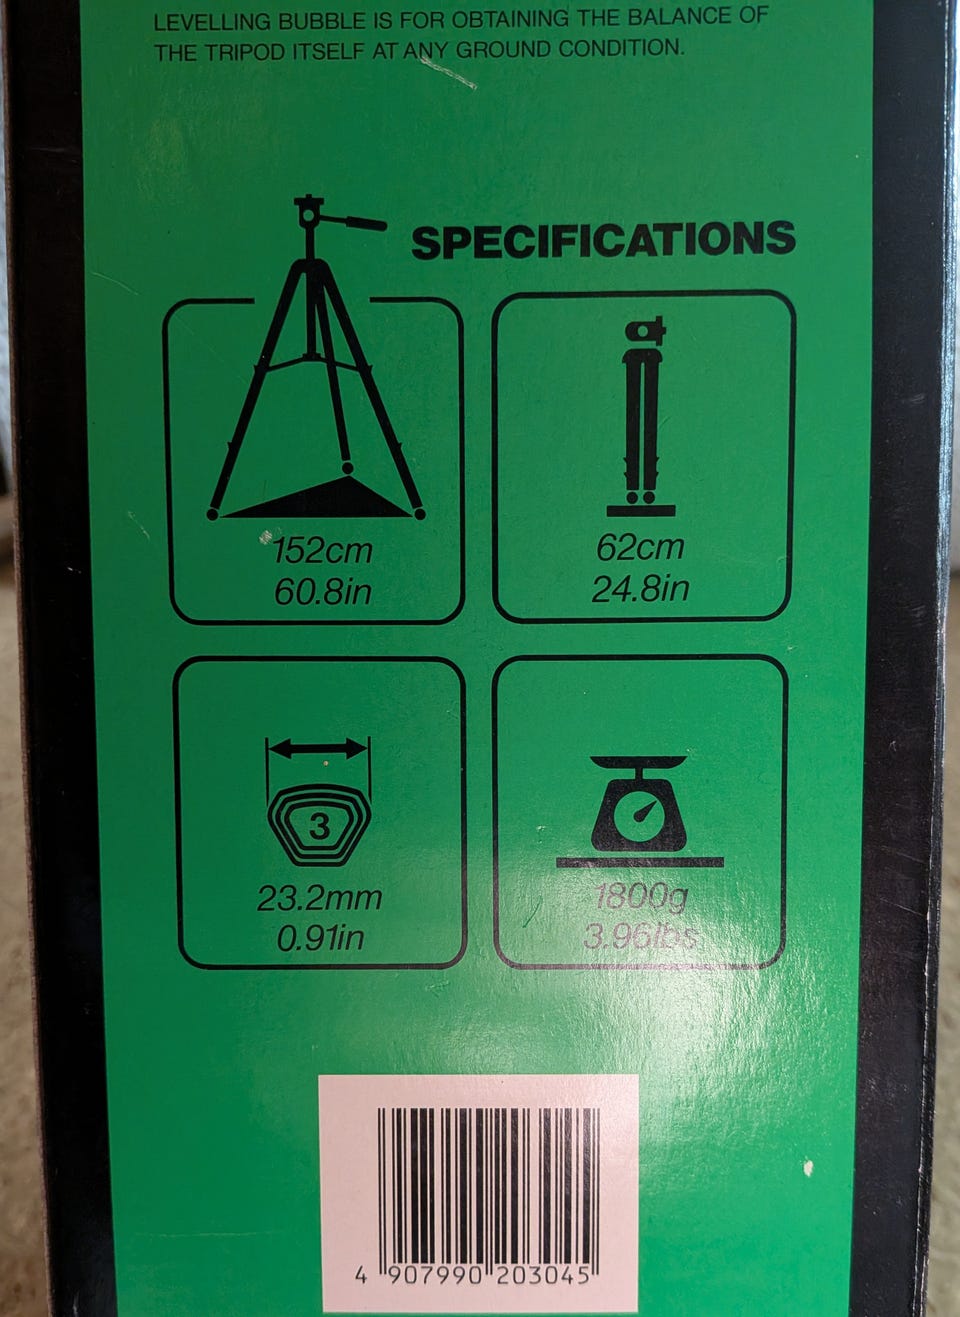 LEVELLING BUBBLE IS FOR OBTAINING THE BALANCE OF
THE TRIPOD ITSELF AT ANY GROUND CONDITION.
SPECIFICATIONS
152cm
60.8in
62cm
24.8in
3
23.2mm
0.91in
1800g
3.96lbs
4 907990 203045